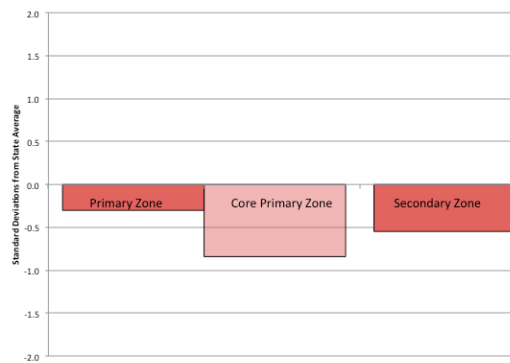 Standard Deviations from State Average
2.0
1.5
1.0
0.5
0.0
-0.5
-1.0
-1.5
-2.0
Primary Zone
Core Primary Zone
Secondary Zone